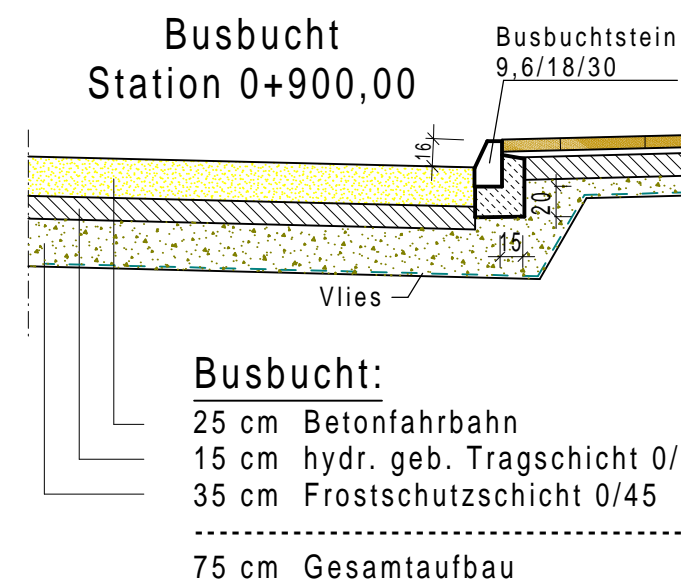 Busbucht
Station 0+900,00
Busbuchtstein
9,6/18/30
16
20
15
Vlies
Busbucht:
25 cm Betonfahrbahn
15 cm hydr. geb. Tragschicht 0/
35 cm Frostschutzschicht 0/45
75 cm Gesamtaufbau